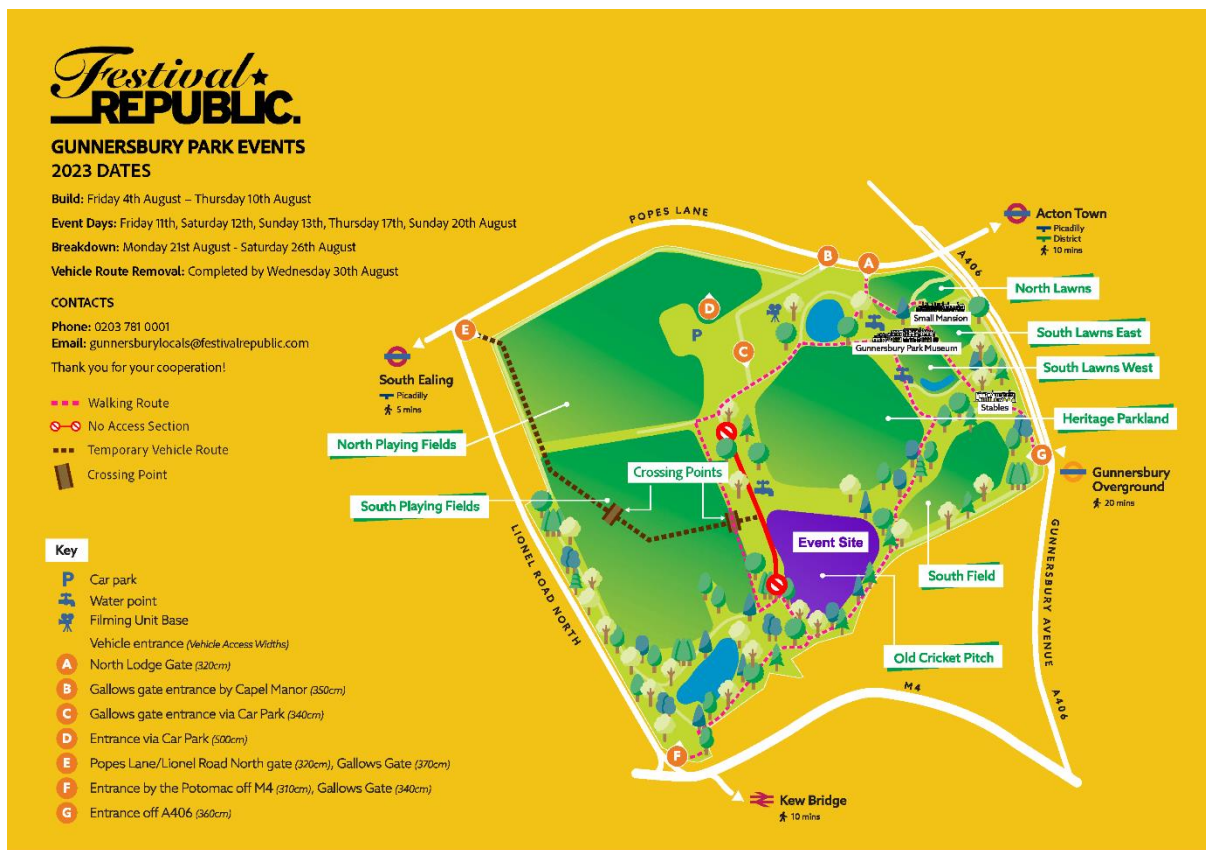 Festival
REPUBLIC.
GUNNERSBURY PARK EVENTS
2023 DATES
Build: Friday 4th August – Thursday 10th August
Event Days: Friday 11th, Saturday 12th, Sunday 13th, Thursday 17th, Sunday 20th August
Breakdown: Monday 21st August - Saturday 26th August
Vehicle Route Removal: Completed by Wednesday 30th August
CONTACTS
Phone: 0203 781 0001
Email: gunnersburylocals@festivalrepublic.com
Thank you for your cooperation!
Walking Route
No Access Section
Temporary Vehicle Route
Crossing Point
Key
P Car park
Water point
Filming Unit Base
Vehicle entrance (Vehicle Access Widths)
A North Lodge Gate (320cm)
B Gallows gate entrance by Capel Manor (350cm)
C Gallows gate entrance via Car Park (340cm)
D Entrance via Car Park (500cm)
E Popes Lane/Lionel Road North gate (320cm), Gallows Gate (370cm)
F Entrance by the Potomac off M4 (310cm), Gallows Gate (340cm)
G Entrance off A406 (360cm)
POPES LANE
Acton Town
Picadilly
District
10 mins
A406
B
A
North Lawns
Small Mansion
D
P
South Lawns East
Gunnersbury Park Museum
E
C
South Lawns West
South Ealing
Picadilly
5 mins
Stables
Heritage Parkland
North Playing Fields
G
Gunnersbury
Overground
20 mins
Crossing Points
South Playing Fields
Event Site
LIONEL ROAD NORTH
South Field
GUNNERSBURY AVENUE
Old Cricket Pitch
M4
A406
F
Kew Bridge
10 mins